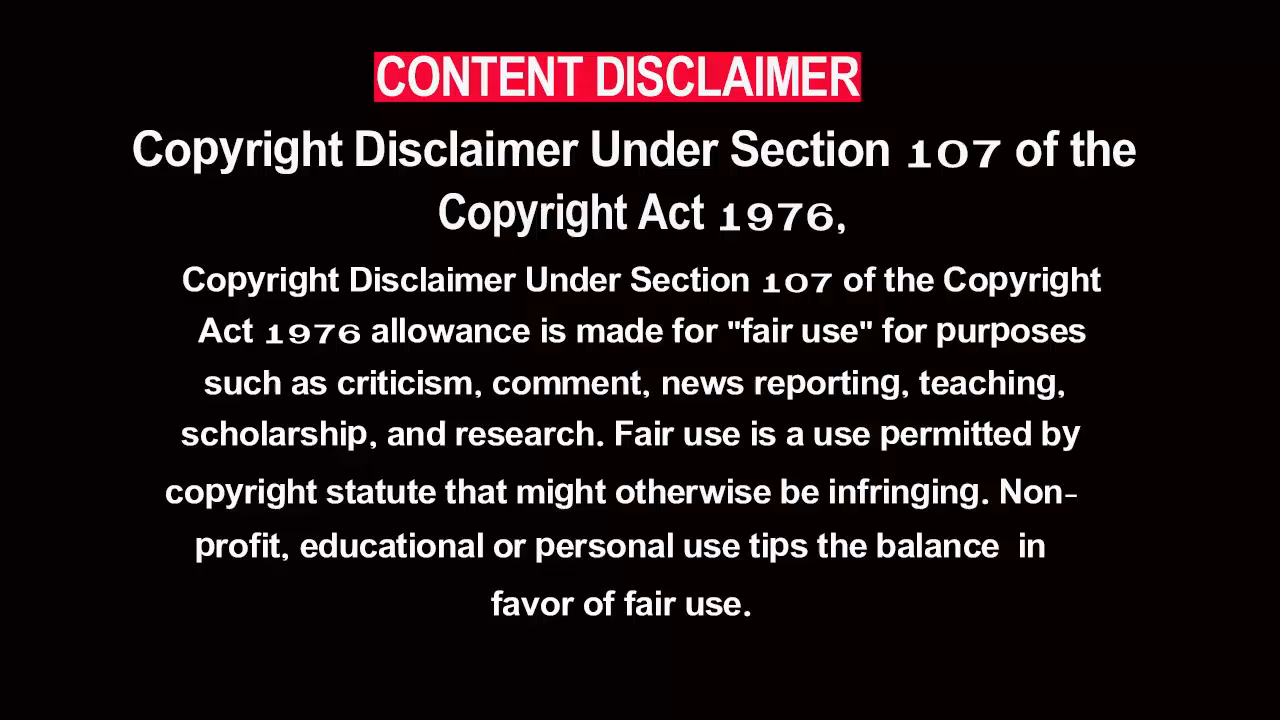 CONTENT DISCLAIMER
Copyright Disclaimer Under Section 107 of the
Copyright Act 1976,
Copyright Disclaimer Under Section 107 of the Copyright
Act 1976 allowance is made for "fair use" for purposes
such as criticism, comment, news reporting, teaching,
scholarship, and research. Fair use is a use permitted by
copyright statute that might otherwise be infringing. Non-
profit, educational or personal use tips the balance  in
favor of fair use.